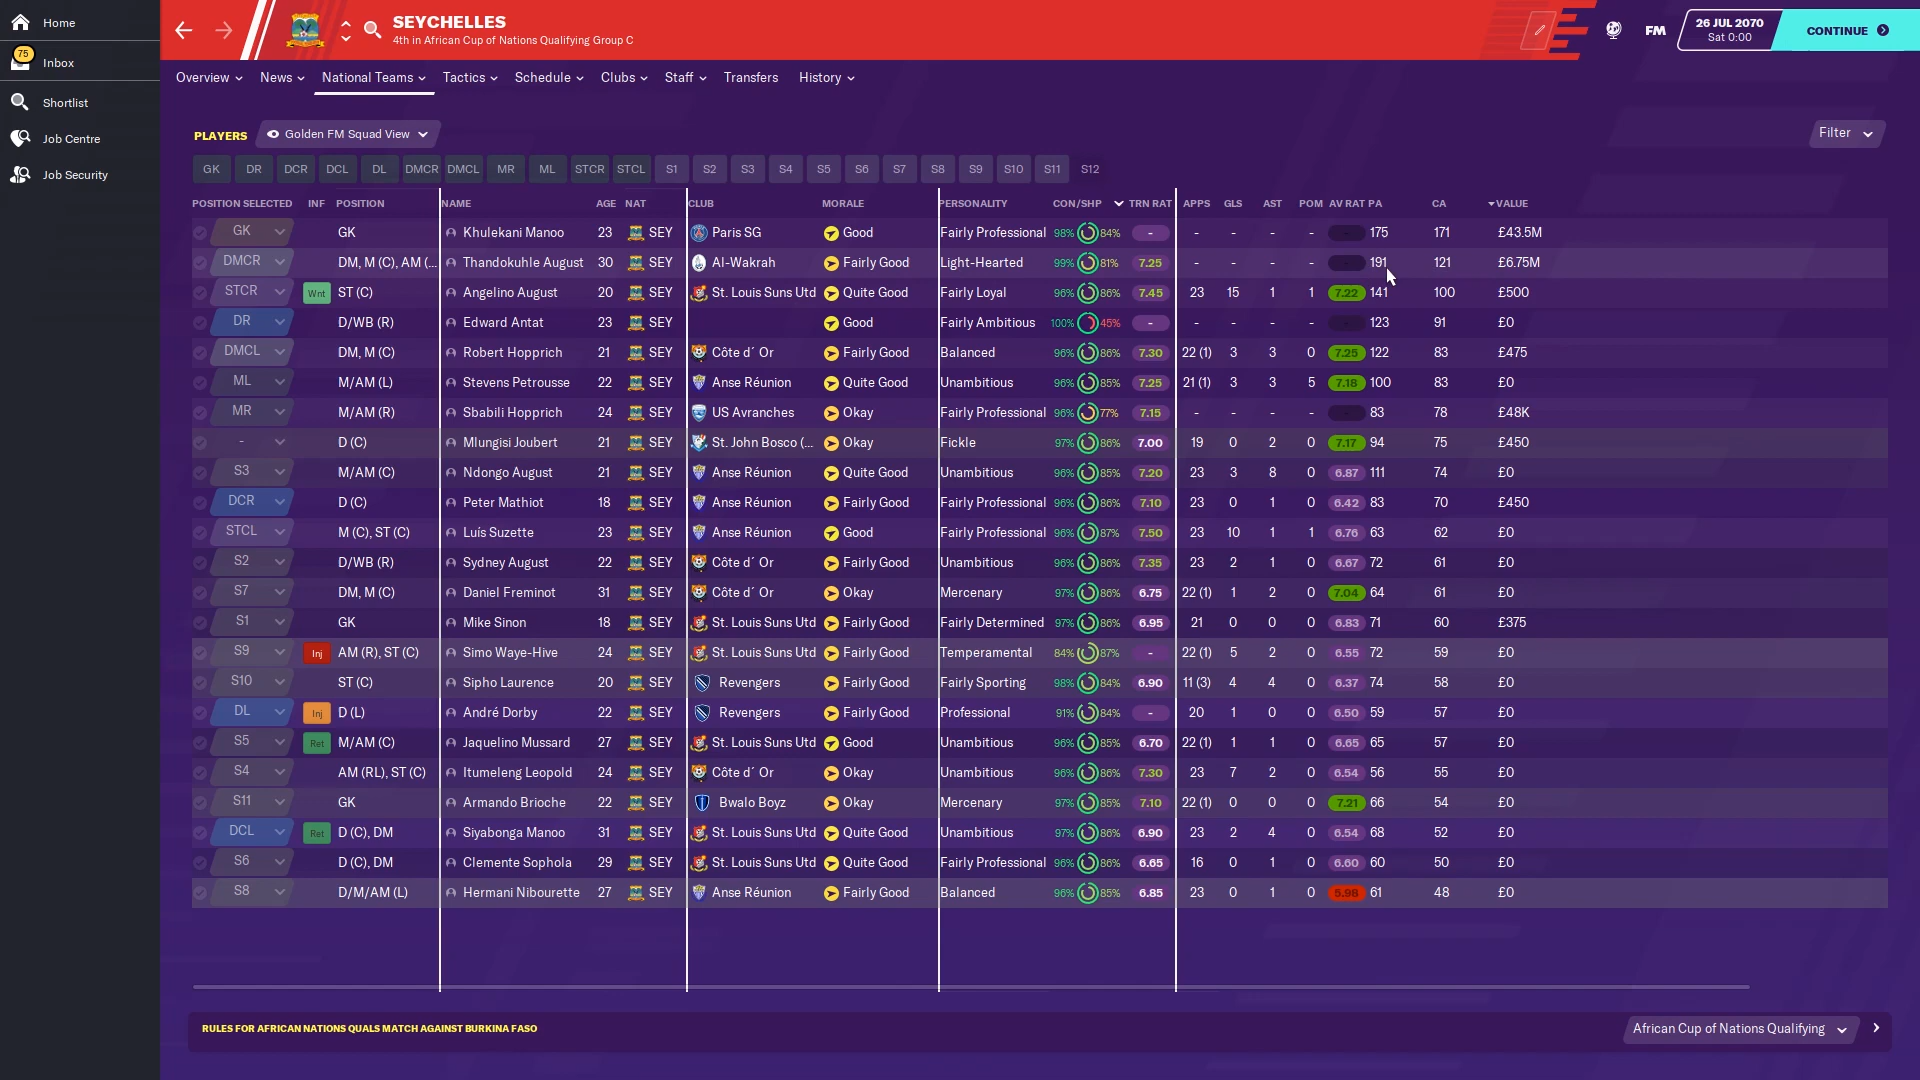 Home
75
Inbox
Shortlist
Job Centre
Job Security
SEYCHELLES
4th in African Cup of Nations Qualifying Group C
FM
26 JUL 2070
Sat 0:00
CONTINUE
Overview News National Teams Tactics Schedule Clubs Staff Transfers History
PLAYERS Golden FM Squad View Filter
GK DR DCR DCL DL DMCR DMCL MR ML STCR STCL S1 S2 S3 S4 S5 S6 S7 S8 S9 S10 S11 S12
POSITION SELECTED INF POSITION NAME AGE NAT CLUB MORALE PERSONALITY CON/SHP TRN RAT APPS GLS AST POM AV RAT PA CA VALUE
GK GK Khulekani Manoo 23 SEY Paris SG Good Fairly Professional 98% 84% - - - - - - 175 171 £43.5M
DMCR DM, M (C), AM (... Thandokuhle August 30 SEY Al-Wakrah Fairly Good Light-Hearted 99% 81% 7.25 - - - - - 191 121 £6.75M
STCR Wnt ST (C) Angelino August 20 SEY St. Louis Suns Utd Quite Good Fairly Loyal 96% 86% 7.45 23 15 1 1 7.22 141 100 £500
DR D/WB (R) Edward Antat 23 SEY Good Fairly Ambitious 100% 45% - - - - - - 123 91 £0
DMCL DM, M (C) Robert Hopprich 21 SEY Côte d´ Or Fairly Good Balanced 96% 86% 7.30 22 (1) 3 3 0 7.25 122 83 £475
ML M/AM (L) Stevens Petrousse 22 SEY Anse Réunion Quite Good Unambitious 96% 85% 7.25 21 (1) 3 3 5 7.18 100 83 £0
MR M/AM (R) Sbabili Hopprich 24 SEY US Avranches Okay Fairly Professional 96% 77% 7.15 - - - - - 83 78 £48K
- D (C) Mlungisi Joubert 21 SEY St. John Bosco (... Okay Fickle 97% 86% 7.00 19 0 2 0 7.17 94 75 £450
S3 M/AM (C) Ndongo August 21 SEY Anse Réunion Quite Good Unambitious 96% 85% 7.20 23 3 8 0 6.87 111 74 £0
DCR D (C) Peter Mathiot 18 SEY Anse Réunion Fairly Good Fairly Professional 96% 86% 7.10 23 0 1 0 6.42 83 70 £450
STCL M (C), ST (C) Luís Suzette 23 SEY Anse Réunion Good Fairly Professional 96% 87% 7.50 23 10 1 1 6.76 63 62 £0
S2 D/WB (R) Sydney August 22 SEY Côte d´ Or Fairly Good Unambitious 96% 86% 7.35 23 2 1 0 6.67 72 61 £0
S7 DM, M (C) Daniel Freminot 31 SEY Côte d´ Or Okay Mercenary 97% 86% 6.75 22 (1) 1 2 0 7.04 64 61 £0
S1 GK Mike Sinon 18 SEY St. Louis Suns Utd Fairly Good Fairly Determined 97% 86% 6.95 21 0 0 0 6.83 71 60 £375
S9 Inj AM (R), ST (C) Simo Waye-Hive 24 SEY St. Louis Suns Utd Fairly Good Temperamental 84% 87% - 22 (1) 5 2 0 6.55 72 59 £0
S10 ST (C) Sipho Laurence 20 SEY Revengers Fairly Good Fairly Sporting 98% 84% 6.90 11 (3) 4 4 0 6.37 74 58 £0
DL Inj D (L) André Dorby 22 SEY Revengers Fairly Good Professional 91% 84% - 20 1 0 0 6.50 59 57 £0
S5 Ret M/AM (C) Jaquelino Mussard 27 SEY St. Louis Suns Utd Good Unambitious 96% 85% 6.70 22 (1) 1 1 0 6.65 65 57 £0
S4 AM (RL), ST (C) Itumeleng Leopold 24 SEY Côte d´ Or Okay Unambitious 96% 86% 7.30 23 7 2 0 6.54 56 55 £0
S11 GK Armando Brioche 22 SEY Bwalo Boyz Okay Mercenary 97% 85% 7.10 22 (1) 0 0 0 7.21 66 54 £0
DCL Ret D (C), DM Siyabonga Manoo 31 SEY St. Louis Suns Utd Quite Good Unambitious 97% 86% 6.90 23 2 4 0 6.54 68 52 £0
S6 D (C), DM Clemente Sophola 29 SEY St. Louis Suns Utd Quite Good Fairly Professional 96% 86% 6.65 16 0 1 0 6.60 60 50 £0
S8 D/M/AM (L) Hermani Nibourette 27 SEY Anse Réunion Fairly Good Balanced 96% 85% 6.85 23 0 1 0 5.98 61 48 £0
RULES FOR AFRICAN NATIONS QUALS MATCH AGAINST BURKINA FASO
African Cup of Nations Qualifying